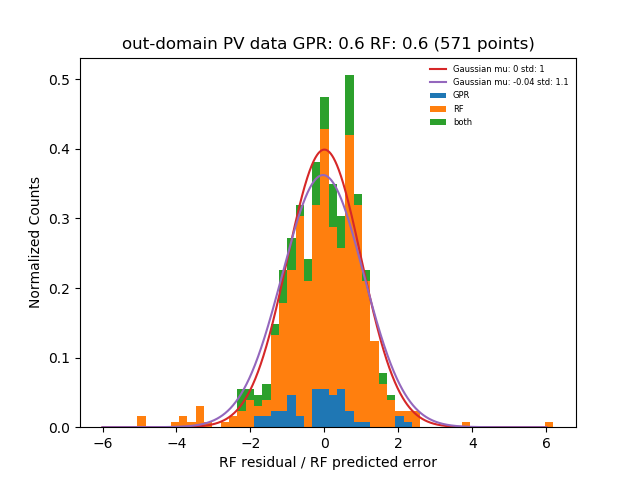 out-domain PV data GPR: 0.6 RF: 0.6 (571 points)
Gaussian mu: 0 std: 1
Gaussian mu: -0.04 std: 1.1
GPR
RF
both
Normalized Counts
0.5
0.4
0.3
0.2
0.1
0.0
−6 −4 −2 0 2 4 6
RF residual / RF predicted error